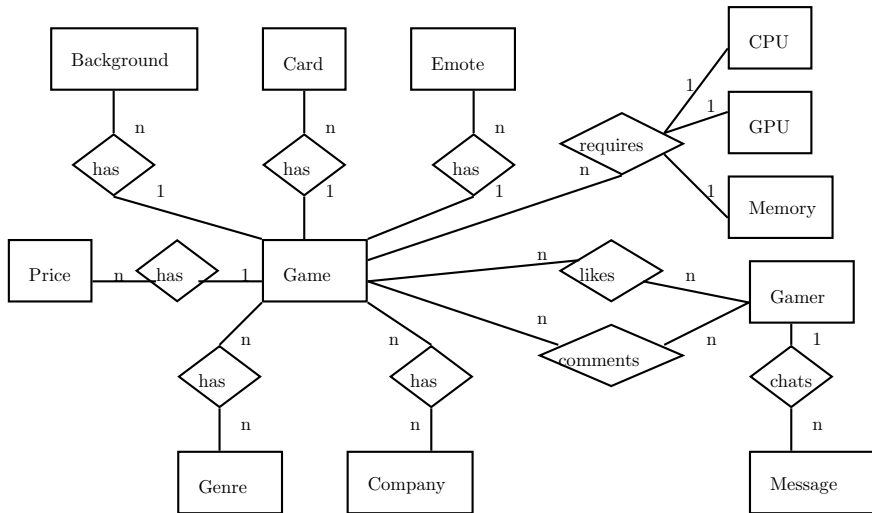 CPU
Background
Card
Emote
1
n
n
n
1
GPU
requires
has
has
has
n
1
1
1
1
Memory
n
n
Price
n
has
1
Game
likes
Gamer
n
n
n
n
comments
1
has
has
chats
n
n
n
Genre
Company
Message